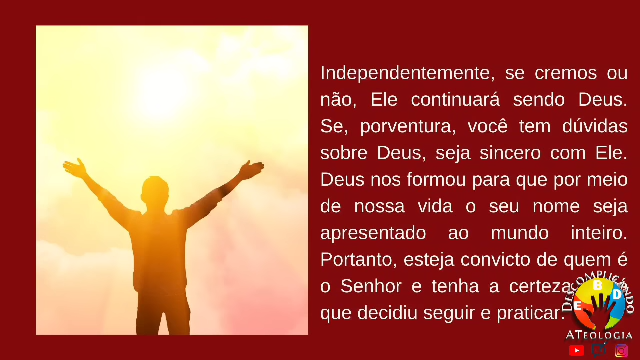 Independentemente, se cremos ou
não, Ele continuará sendo Deus.
Se, porventura, você tem dúvidas
sobre Deus, seja sincero com Ele.
Deus nos formou para que por meio
de nossa vida o seu nome seja
apresentado ao mundo inteiro.
Portanto, esteja convicto de quem é
o Senhor e tenha a certeza
que decidiu seguir e praticar.
DESCOMPLICANDO
E B D
A TEOLOGIA